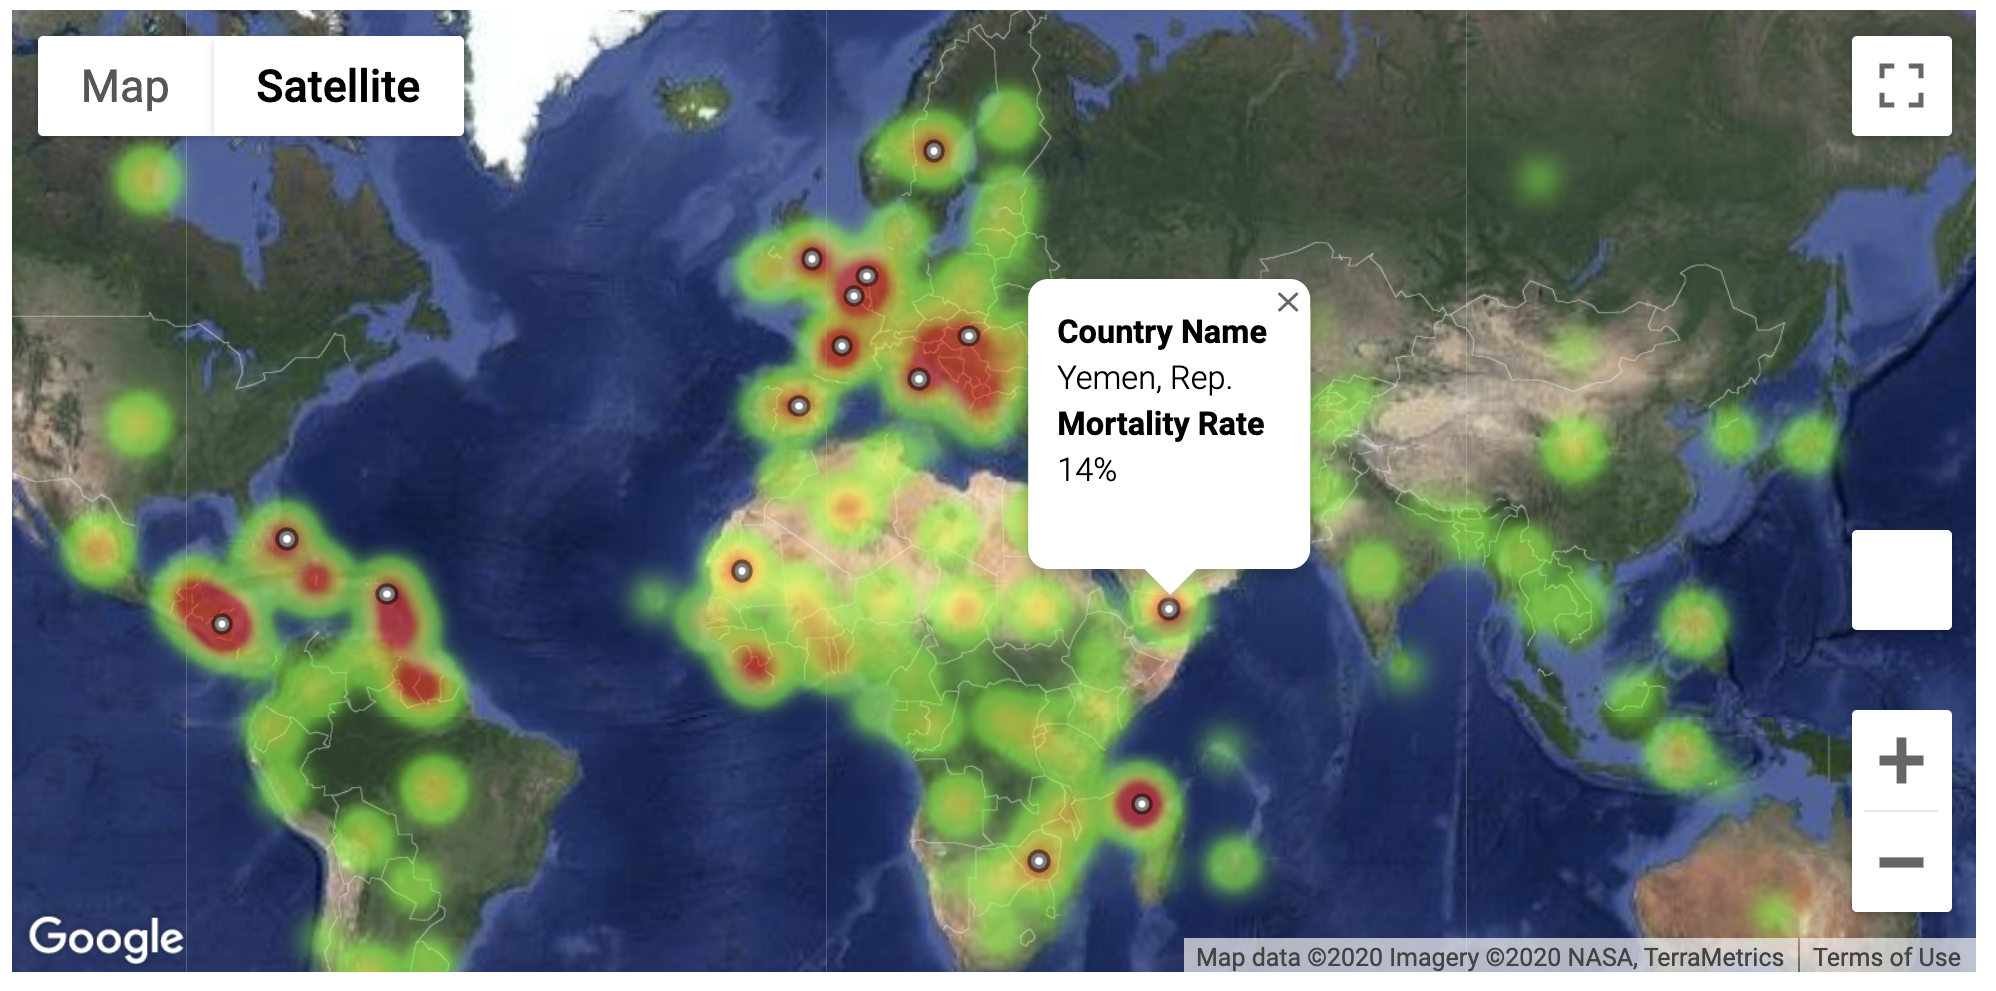 Map
Satellite
Country Name
Yemen, Rep.
Mortality Rate
14%
Google
Map data ©2020 Imagery ©2020 NASA, TerraMetrics
Terms of Use